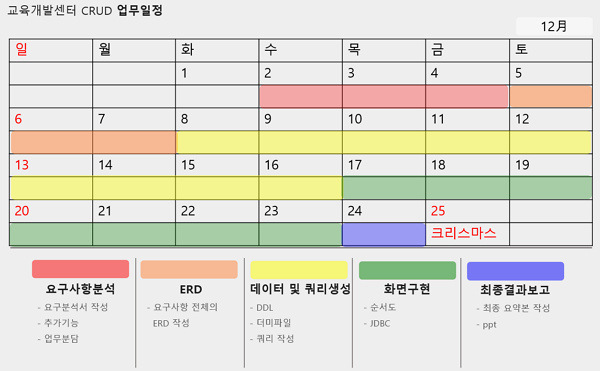 교육개발센터 CRUD 업무일정
12月
일 월 화 수 목 금 토
1 2 3 4 5
6 7 8 9 10 11 12
13 14 15 16 17 18 19
20 21 22 23 24 25
크리스마스
요구사항분석
- 요구분석서 작성
- 추가기능
- 업무분담
ERD
- 요구사항 전제의
ERD 작성
데이터 및 쿼리생성
- DDL
- 더미파일
- 쿼리 작성
화면구현
- 순서도
- JDBC
최종결과보고
- 최종 요약본 작성
- ppt